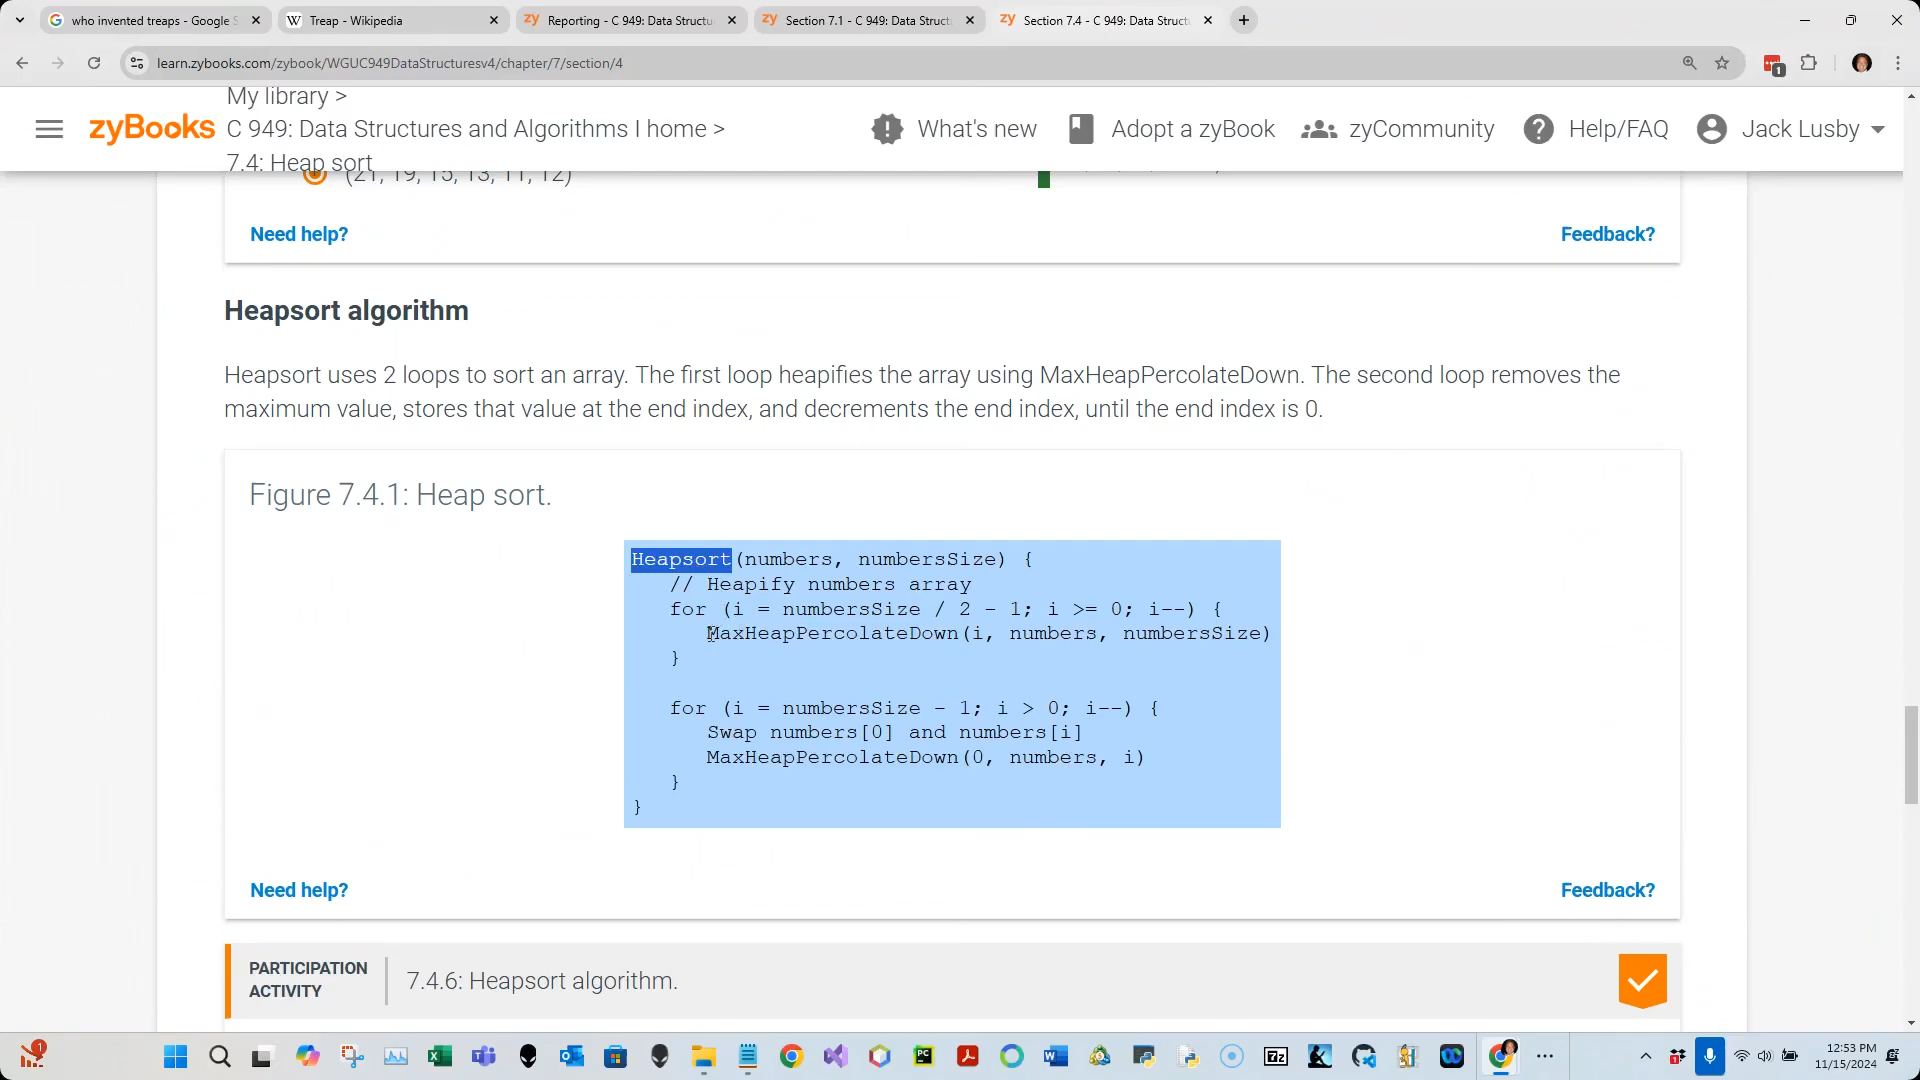 who invented treaps - Google S
Treap - Wikipedia
Reporting - C 949: Data Structu
Section 7.1 - C 949: Data Struct
Section 7.4 - C 949: Data Struct
learn.zybooks.com/zybook/WGUC949DataStructuresv4/chapter/7/section/4
My library >
zyBooks C 949: Data Structures and Algorithms I home >
7.4: Heap sort
What's new
Adopt a zyBook
zyCommunity
Help/FAQ
Jack Lusby
(21, 19, 15, 13, 11, 12)
Need help?
Feedback?
Heapsort algorithm
Heapsort uses 2 loops to sort an array. The first loop heapifies the array using MaxHeapPercolateDown. The second loop removes the
maximum value, stores that value at the end index, and decrements the end index, until the end index is 0.
Figure 7.4.1: Heap sort.
Heapsort(numbers, numbersSize) {
// Heapify numbers array
for (i = numbersSize / 2 - 1; i >= 0; i--) {
MaxHeapPercolateDown(i, numbers, numbersSize)
}
for (i = numbersSize - 1; i > 0; i--) {
Swap numbers[0] and numbers[i]
MaxHeapPercolateDown(0, numbers, i)
}
}
Need help?
Feedback?
PARTICIPATION
ACTIVITY
7.4.6: Heapsort algorithm.
12:53 PM
11/15/2024